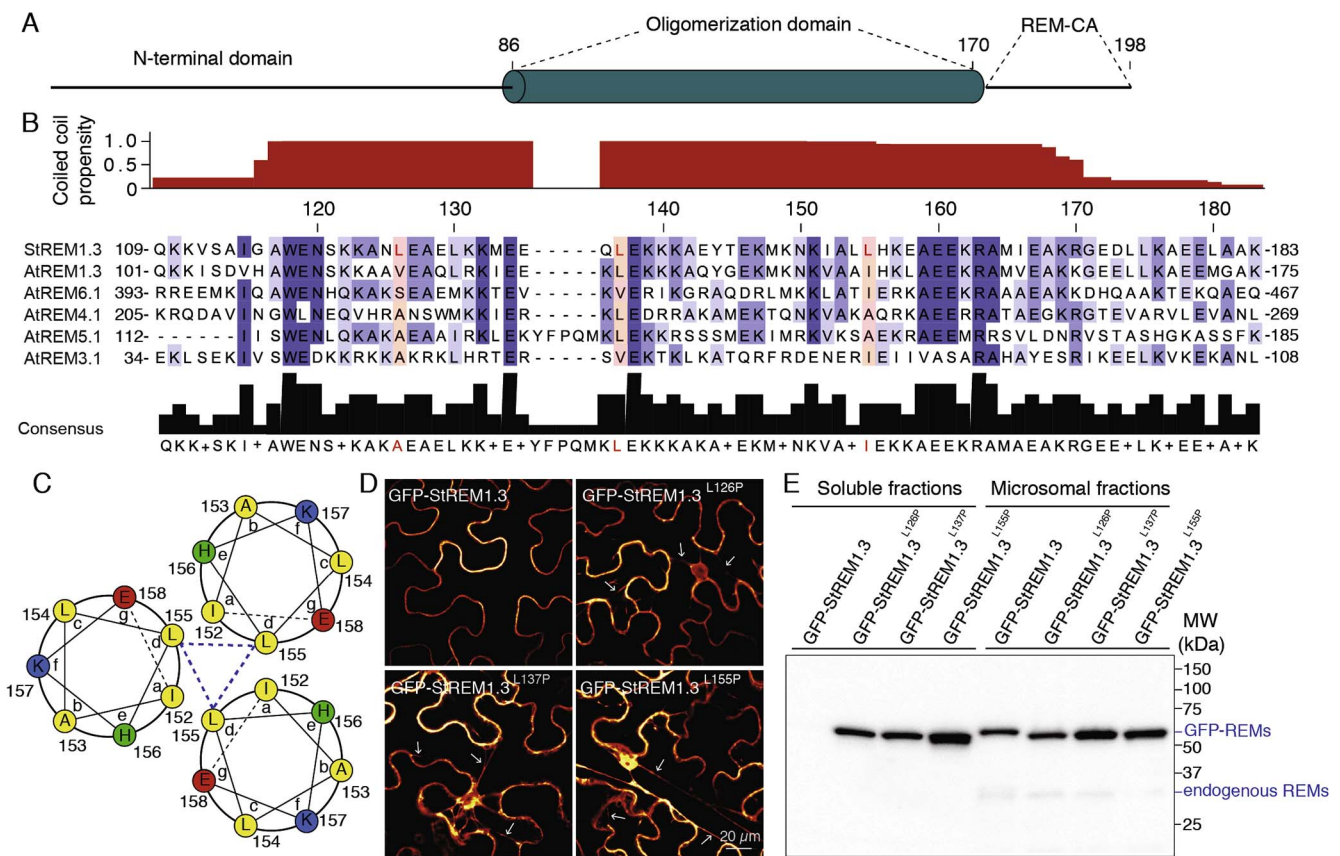 A
Oligomerization domain
REM-CA
N-terminal domain
86
170
198
B
Coiled coil propensity
1.0
0.5
0
120 130 140 150 160 170 180
StREM1.3 109-QKKVSAIGAWENSKKANLEAELKKMEE-----QLEKKKAEYTEKMKNKIALLHKEAEEKRAMIEAKRGEDLLKAEELAAK-183
AtREM1.3 101-QKKISDVHAWENSKKAAVEAQLRKIEE-----KLEKKKAQYGEKMKNKVAAIHKLAEEKRAMVEAKKGEELLKAEEMGAK-175
AtREM6.1 393-RREEMKIQAWENHQKAKSEAEMKKTEV-----KVERIKGRAQDRLMKKLATIERKAEEKRAAAEAKKDHQAAKTEKQAEQ-467
AtREM4.1 205-KRQDAVINGWLNEQVHRANSWMKKIER-----KLEDRRAKAMEKTQNKVAKAQRKAEERRATAEGKRGTEVARVLEVANL-269
AtREM5.1 112-------IISWENLQKAAAEAAIRKLEKYFPQMKLEKKRSSSMEKIMRKVKSAEKRAEEMRRSVLDNRVSTASHGKASSFK-185
AtREM3.1 34-EKLSEKIVSWEDKKRKKAKRKLHRTER-----SVEKTKLKATQRFRDENERIEIIVASARAHAYESRIKEELKVKEKANL-108
Consensus
QKK+SKI+AWENS+KAKAEAELKK+E+YFPQMKLEKKKAKA+EKM+NKVA+IEKKAEEKRAMAEAKRGEE+LK+EE+A+K
C
153 A b
K 157 f
H e 156
c L 154
I a 152
g E 158
d L 155
154 L c
E 158 g
155 L d
K f 157
a I 152
b A 153
e H 156
I 152 a
L 155 d
H 156 e
E g 158
b A 153
c L 154
f K 157
D
GFP-StREM1.3
GFP-StREM1.3 L126P
GFP-StREM1.3 L137P
GFP-StREM1.3 L155P
20 µm
E
Soluble fractions
Microsomal fractions
GFP-StREM1.3
GFP-StREM1.3 L126P
GFP-StREM1.3 L137P
GFP-StREM1.3 L155P
GFP-StREM1.3
GFP-StREM1.3 L126P
GFP-StREM1.3 L137P
GFP-StREM1.3 L155P
MW (kDa)
150
100
75
GFP-REMs
50
37
endogenous REMs
25